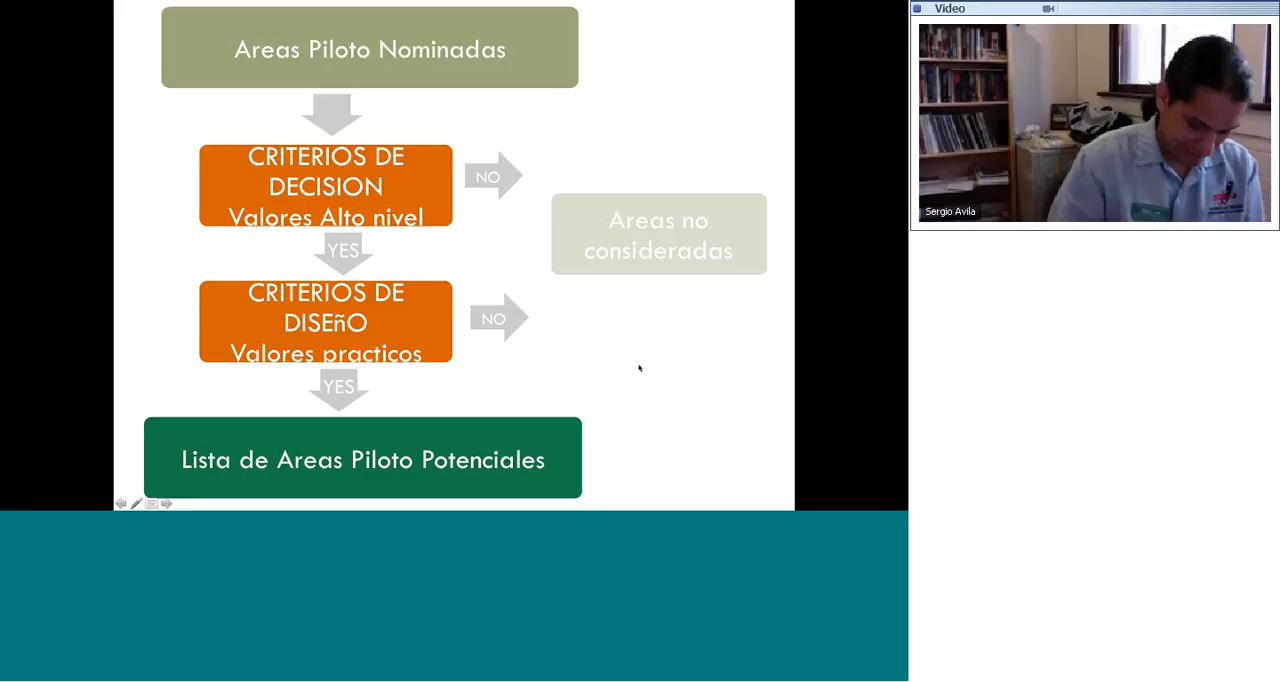 Areas Piloto Nominadas
CRITERIOS DE
DECISION
Valores Alto nivel
NO
Areas no
consideradas
YES
CRITERIOS DE
DISEñO
Valores practicos
NO
YES
Lista de Areas Piloto Potenciales
Video
Sergio Avila